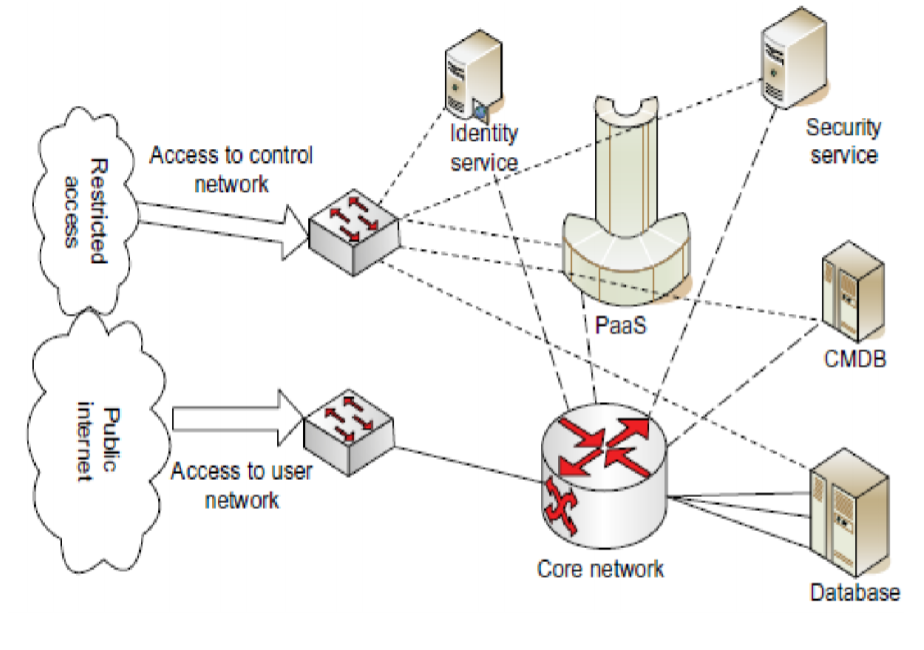 Identity
service
Security
service
Access to control
network
Restricted
access
PaaS
CMDB
Public
internet
Access to user
network
Core network
Database